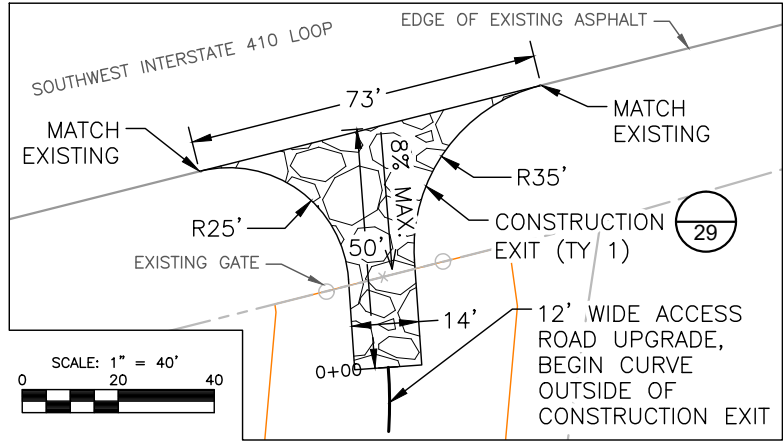 EDGE OF EXISTING ASPHALT
SOUTHWEST INTERSTATE 410 LOOP
73'
MATCH
EXISTING
MATCH
EXISTING
8% MAX.
R35'
R25'
CONSTRUCTION
EXIT (TY 1)
29
50'
EXISTING GATE
14'
12' WIDE ACCESS
ROAD UPGRADE,
BEGIN CURVE
OUTSIDE OF
CONSTRUCTION EXIT
0+00
SCALE: 1" = 40'
0 20 40